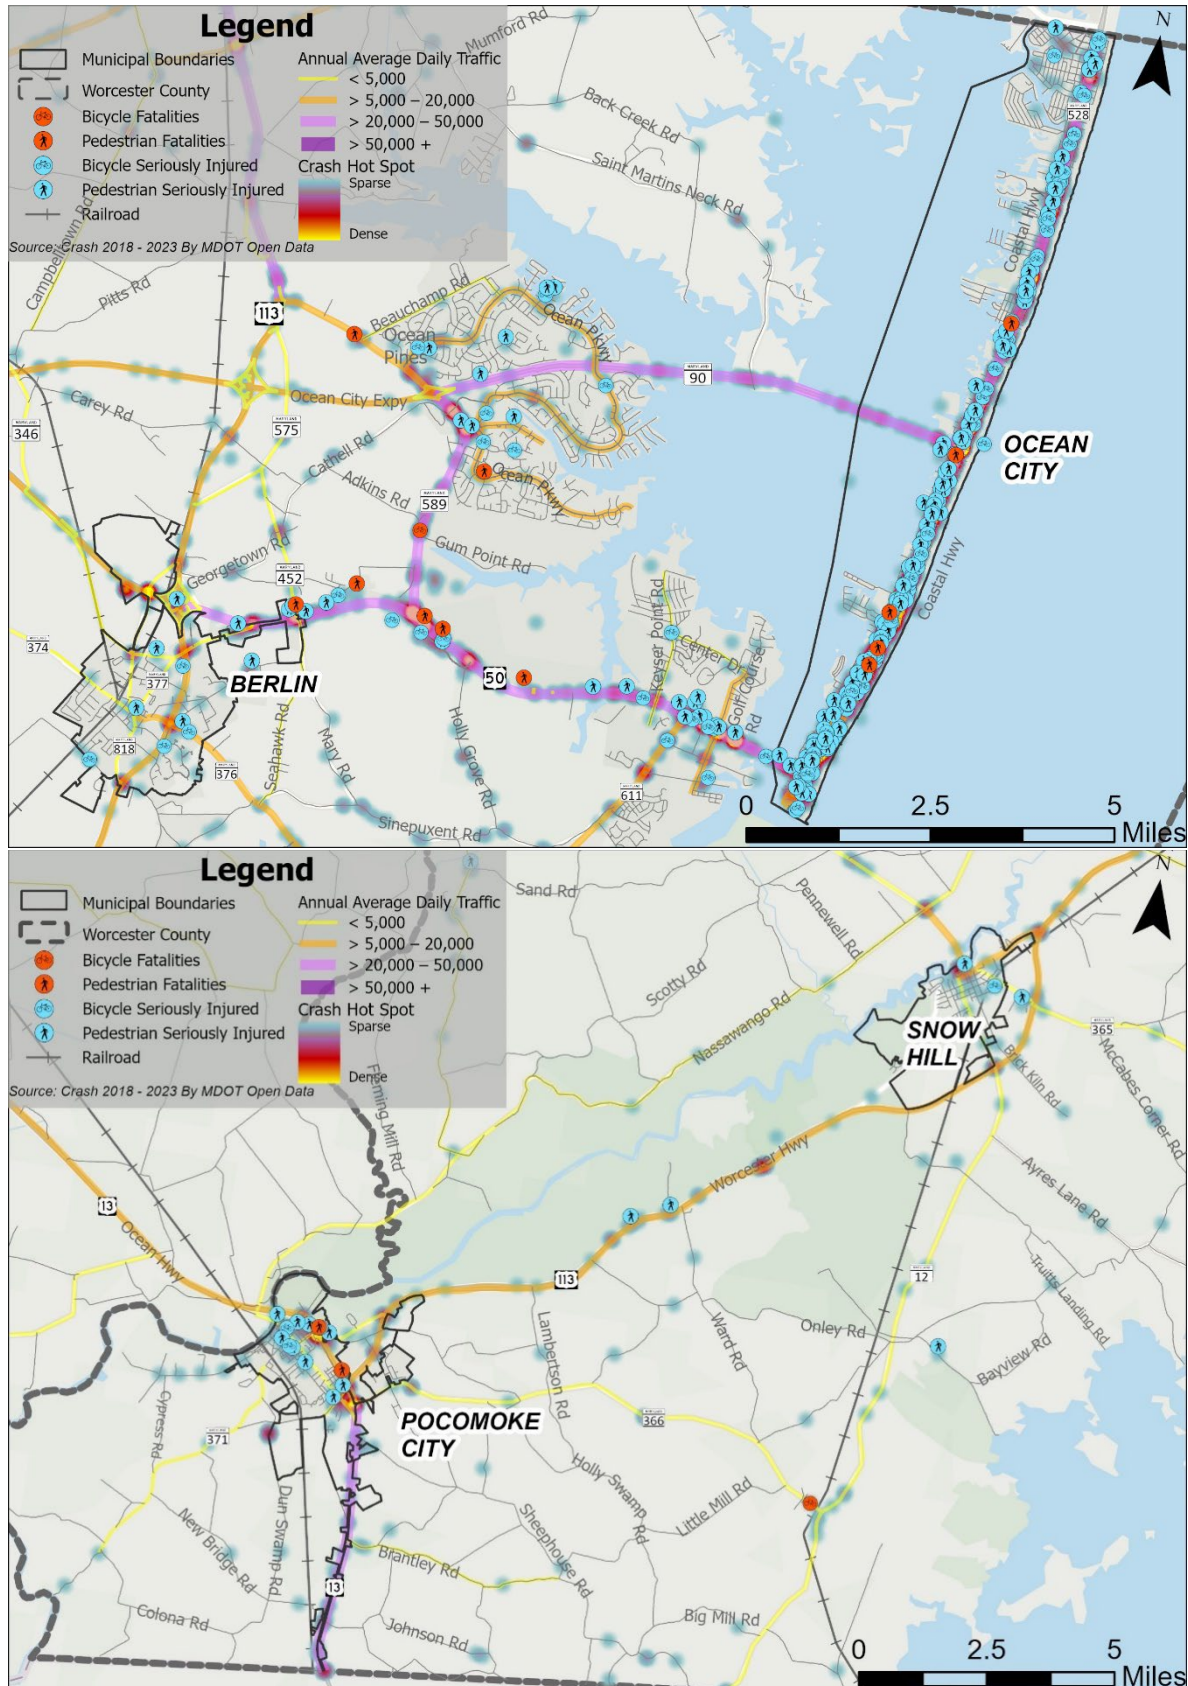 Legend
Municipal Boundaries
Worcester County
Bicycle Fatalities
Pedestrian Fatalities
Bicycle Seriously Injured
Pedestrian Seriously Injured
Railroad
Annual Average Daily Traffic
< 5,000
> 5,000 – 20,000
> 20,000 – 50,000
> 50,000 +
Crash Hot Spot
Sparse
Dense
Source: Crash 2018 - 2023 By MDOT Open Data
N
Mumford Rd
Back Creek Rd
Saint Martins Neck Rd
528
Coastal Hwy
Campbelltown Rd
Pitts Rd
113
Beauchamp Rd
Ocean Pines
Ocean Pkwy
90
Ocean City Expy
Carey Rd
346
575
Cathell Rd
Adkins Rd
Ocean Pkwy
OCEAN
CITY
589
Gum Point Rd
Georgetown Rd
452
Coastal Hwy
Keyser Point Rd
Center Dr
Golf Course Rd
374
377
BERLIN
50
818
376
Seahawk Rd
Mary Rd
Holly Grove Rd
611
Sinepuxent Rd
0 2.5 5
Miles
Legend
Municipal Boundaries
Worcester County
Bicycle Fatalities
Pedestrian Fatalities
Bicycle Seriously Injured
Pedestrian Seriously Injured
Railroad
Annual Average Daily Traffic
< 5,000
> 5,000 – 20,000
> 20,000 – 50,000
> 50,000 +
Crash Hot Spot
Sparse
Dense
Source: Crash 2018 - 2023 By MDOT Open Data
N
Sand Rd
Pennewell Rd
Scotty Rd
Nassawango Rd
SNOW
HILL
365
McCabes Corner Rd
Brick Kiln Rd
Fleming Mill Rd
Worcester Hwy
Ayres Lane Rd
13
Ocean Hwy
113
12
Truitts Landing Rd
Onley Rd
Bayview Rd
Lambertson Rd
Ward Rd
Cypress Rd
371
POCOMOKE
CITY
366
Holly Swamp Rd
Little Mill Rd
Dun Swamp Rd
New Bridge Rd
Sheephouse Rd
Brantley Rd
13
Colona Rd
Johnson Rd
Big Mill Rd
0 2.5 5
Miles